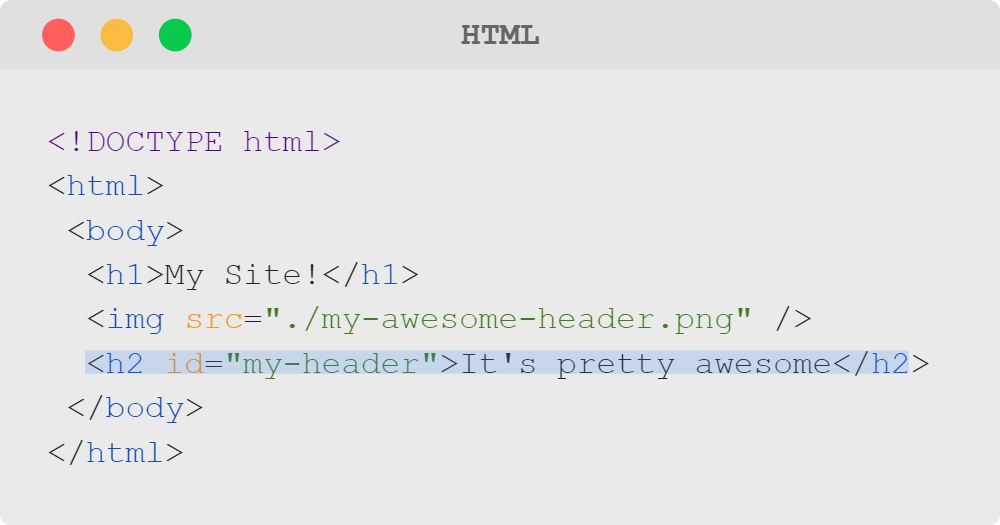 HTML
<!DOCTYPE html>
<html>
<body>
<h1>My Site!</h1>
<img src="./my-awesome-header.png" />
<h2 id="my-header">It's pretty awesome</h2>
</body>
</html>